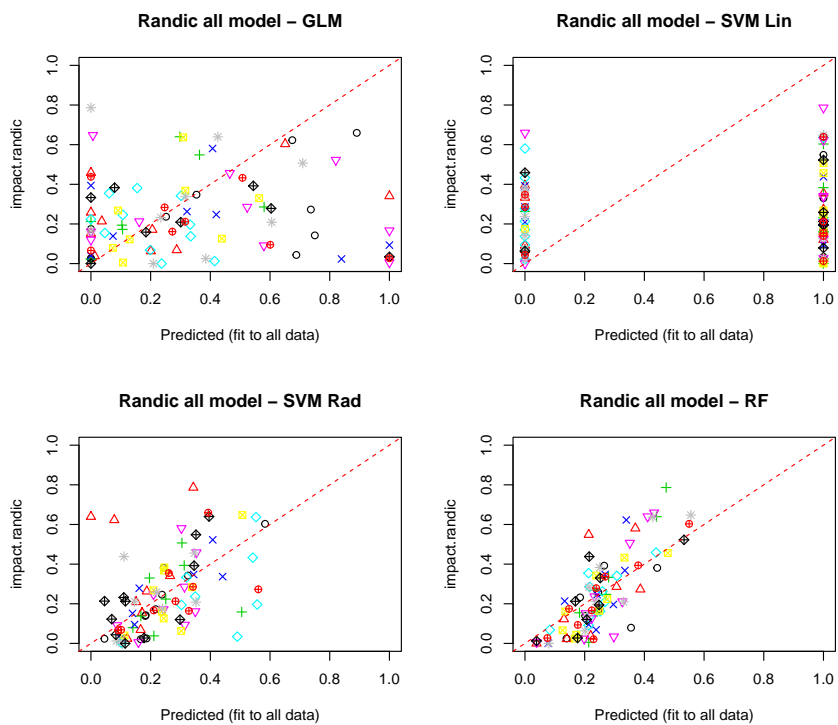 Randic all model − GLM
impact.randic
0.0 0.2 0.4 0.6 0.8 1.0
0.0 0.2 0.4 0.6 0.8 1.0
Predicted (fit to all data)
Randic all model − SVM Lin
impact.randic
0.0 0.2 0.4 0.6 0.8 1.0
0.0 0.2 0.4 0.6 0.8 1.0
Predicted (fit to all data)
Randic all model − SVM Rad
impact.randic
0.0 0.2 0.4 0.6 0.8 1.0
0.0 0.2 0.4 0.6 0.8 1.0
Predicted (fit to all data)
Randic all model − RF
impact.randic
0.0 0.2 0.4 0.6 0.8 1.0
0.0 0.2 0.4 0.6 0.8 1.0
Predicted (fit to all data)